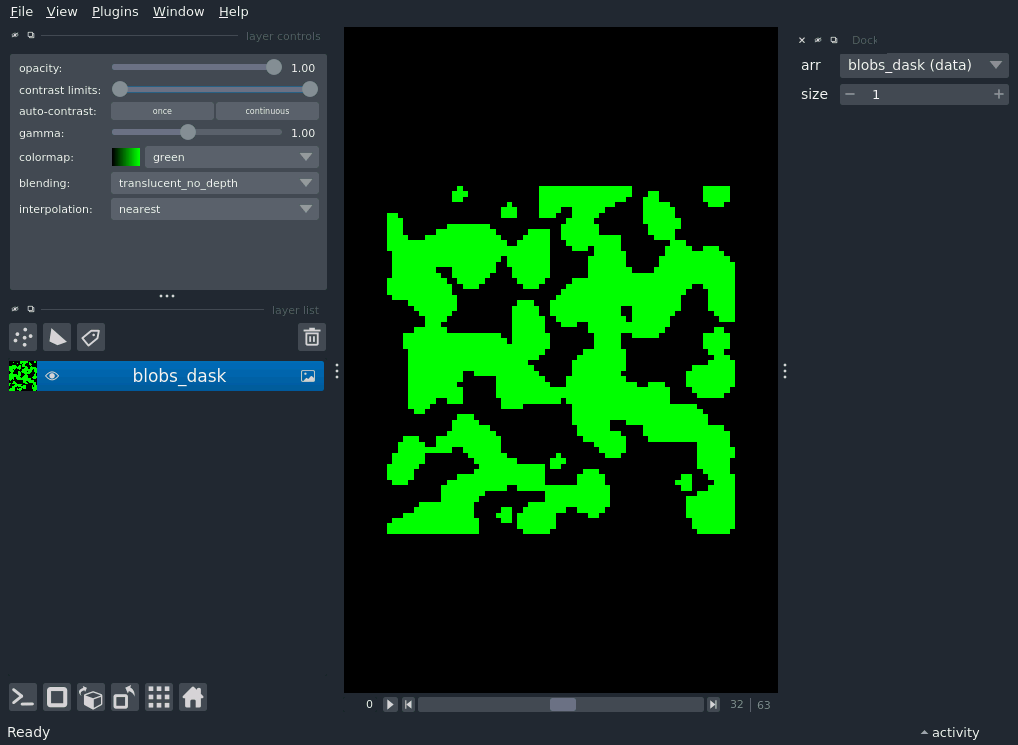 File View Plugins Window Help
layer controls
opacity: 1.00
contrast limits:
auto-contrast: once continuous
gamma: 1.00
colormap: green
blending: translucent_no_depth
interpolation: nearest
layer list
blobs_dask
Dock
arr blobs_dask (data)
size − 1 +
0 32 | 63
Ready
activity